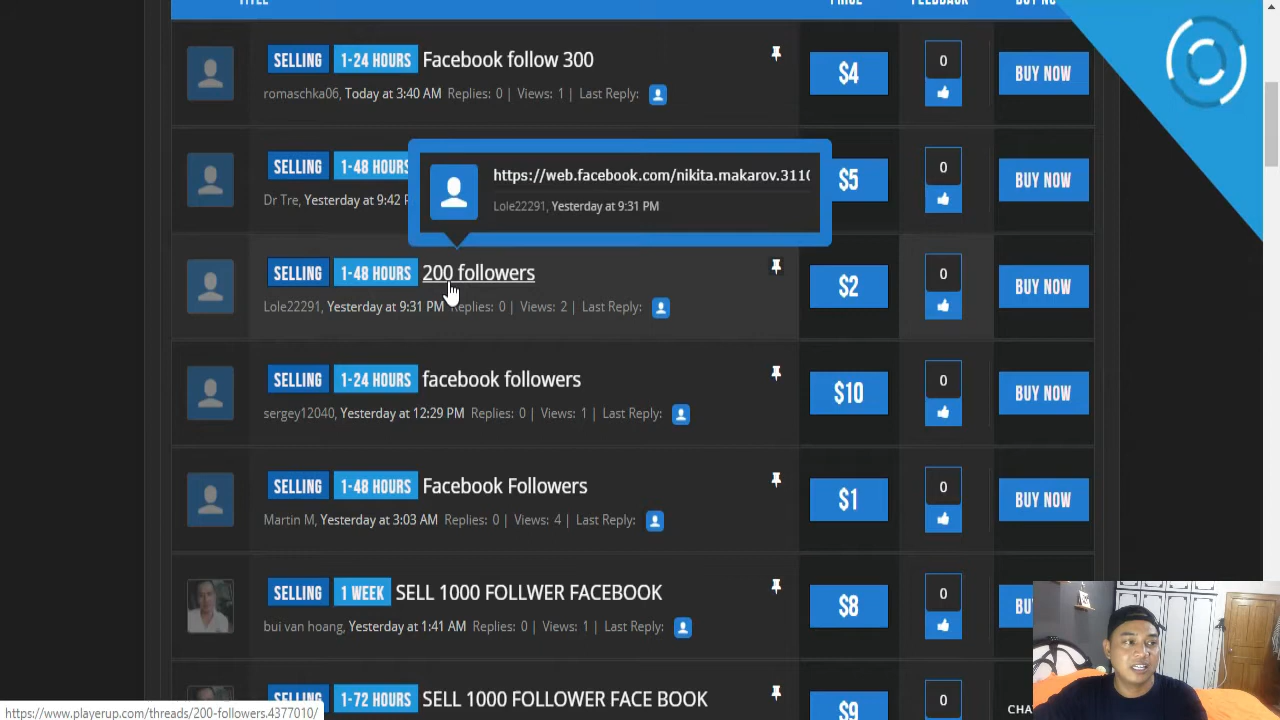 SELLING 1-24 HOURS Facebook follow 300
romaschka06, Today at 3:40 AM Replies: 0 | Views: 1 | Last Reply:
$4
0
BUY NOW
SELLING 1-48 HOURS
Dr Tre, Yesterday at 9:42 P
https://web.facebook.com/nikita.makarov.3110
Lole22291, Yesterday at 9:31 PM
$5
0
BUY NOW
SELLING 1-48 HOURS 200 followers
Lole22291, Yesterday at 9:31 PM Replies: 0 | Views: 2 | Last Reply:
$2
0
BUY NOW
SELLING 1-24 HOURS facebook followers
sergey12040, Yesterday at 12:29 PM Replies: 0 | Views: 1 | Last Reply:
$10
0
BUY NOW
SELLING 1-48 HOURS Facebook Followers
Martin M, Yesterday at 3:03 AM Replies: 0 | Views: 4 | Last Reply:
$1
0
BUY NOW
SELLING 1 WEEK SELL 1000 FOLLWER FACEBOOK
bui van hoang, Yesterday at 1:41 AM Replies: 0 | Views: 1 | Last Reply:
$8
0
BU
SELLING 1-72 HOURS SELL 1000 FOLLOWER FACE BOOK
$9
0
CHA
https://www.playerup.com/threads/200-followers.4377010/